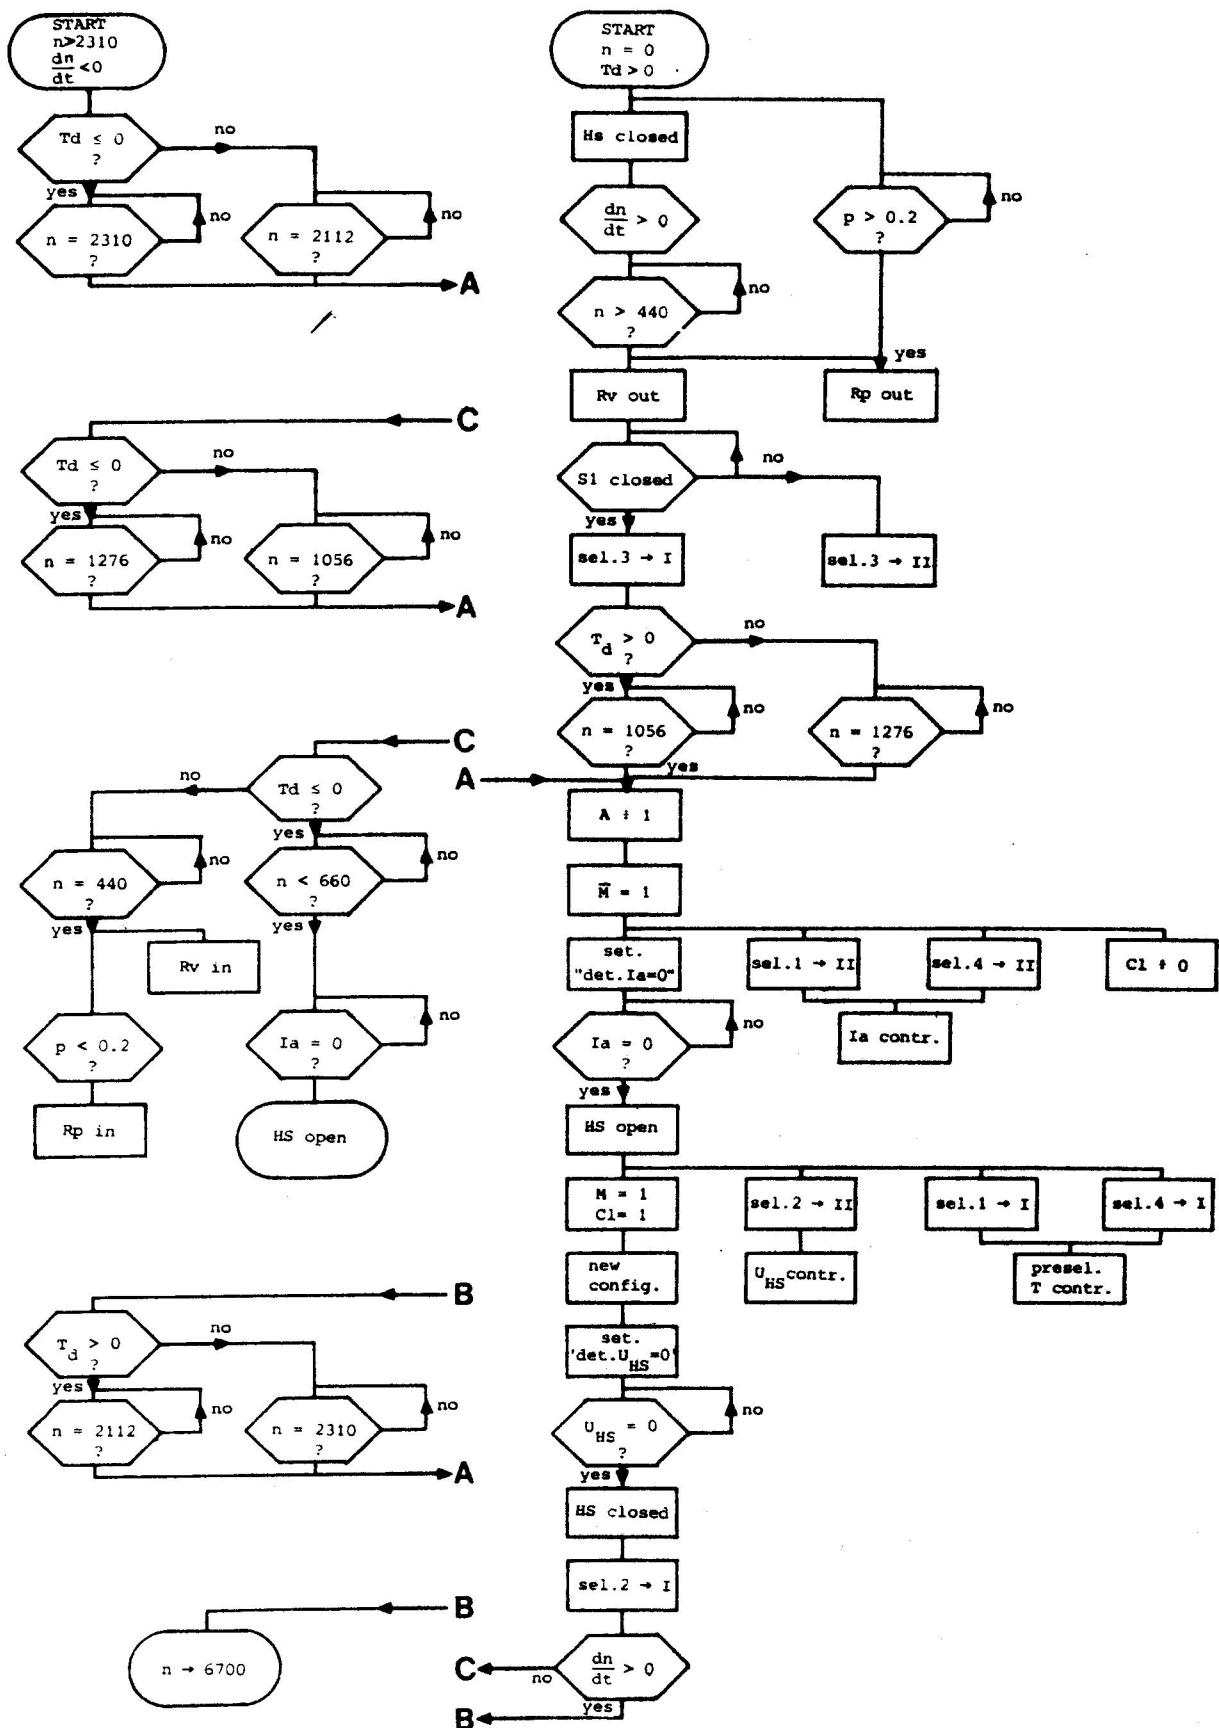 START
n>2310
dn
dt <0
Td ≤ 0
?
no
yes
n = 2310
?
no
n = 2112
?
no
A
C
Td ≤ 0
?
no
yes
n = 1276
?
no
n = 1056
?
no
A
C
Td ≤ 0
?
no
yes
n = 440
?
no
n < 660
?
no
yes
yes
Rv in
p < 0.2
?
Ia = 0
?
no
Rp in
HS open
B
T d > 0
?
no
yes
n = 2112
?
no
n = 2310
?
no
A
B
n → 6700
START
n = 0
Td > 0
Hs closed
dn
dt > 0
p > 0.2
?
no
n > 440
?
no
yes
Rv out
Rp out
S1 closed
no
yes
sel.3 → I
sel.3 → II
T d > 0
?
no
yes
n = 1056
?
no
n = 1276
?
no
yes
A
A ≠ 1
M̄ = 1
set.
"det.Ia=0"
sel.1 → II
sel.4 → II
Cl ≠ 0
Ia contr.
Ia = 0
?
no
yes
HS open
M = 1
Cl= 1
sel.2 → II
sel.1 → I
sel.4 → I
new
config.
U HS contr.
presel.
T contr.
set.
'det.U HS =0'
U HS = 0
?
no
yes
HS closed
sel.2 → I
dn
dt > 0
no
C
yes
B